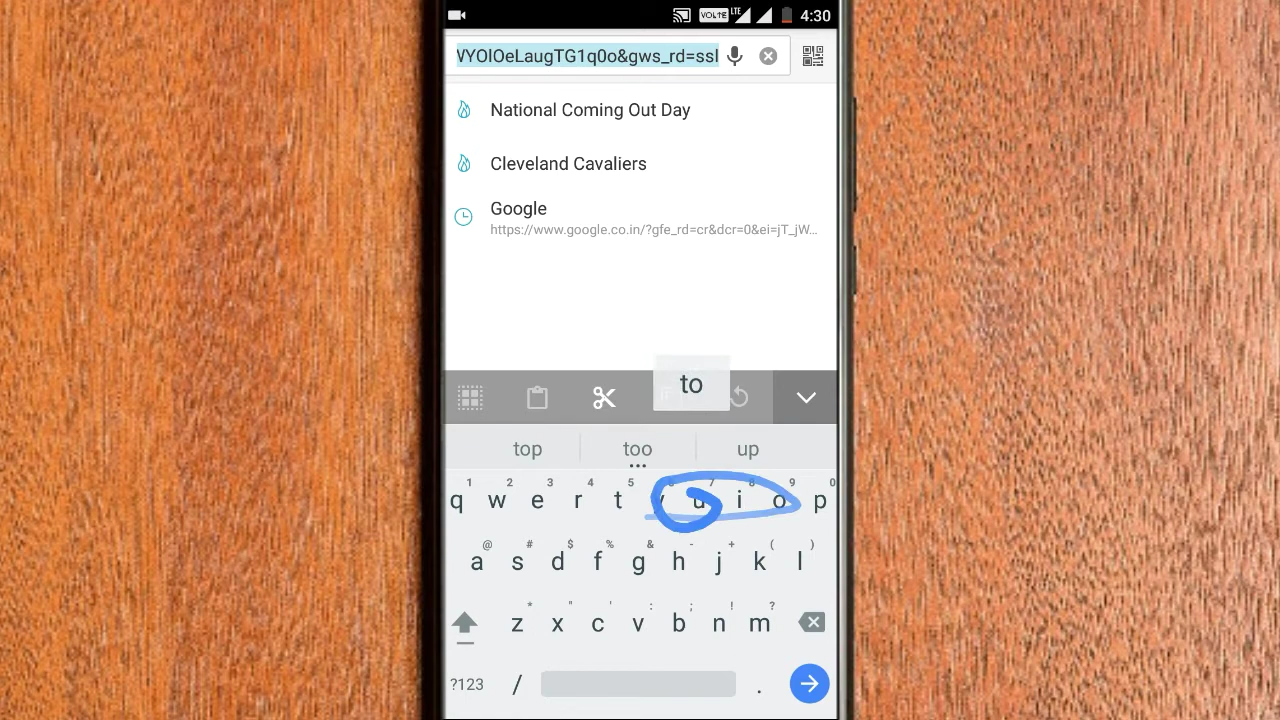 VOLTE LTE 4:30
VYOlOeLaugTG1q0o&gws_rd=ssl
National Coming Out Day
Cleveland Cavaliers
Google
https://www.google.co.in/?gfe_rd=cr&dcr=0&ei=jT_jW...
to
top too up
1 2 3 4 5 6 7 8 9 0
q w e r t y u i o p
@ # $ % & - + ( )
a s d f g h j k l
* " ' : ; ! ?
z x c v b n m
?123 / .